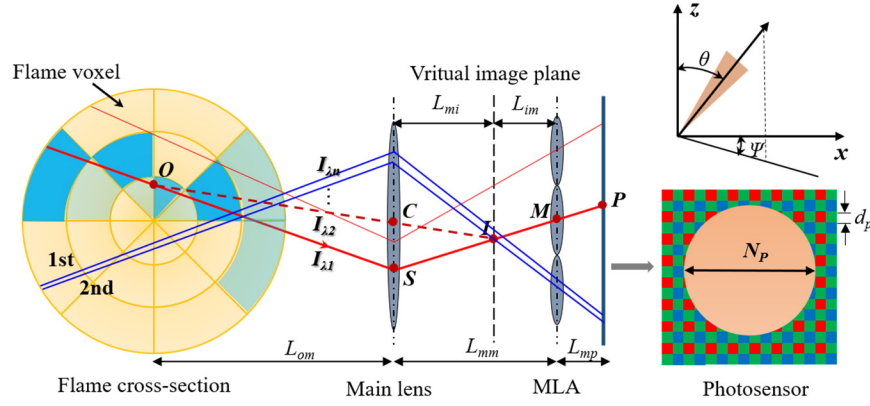 Flame voxel
Vritual image plane
L_mi
L_im
z
θ
x
Ψ
O
I_λn
⋮
C
I_λ2
I_λ1
I
M
P
S
1st
2nd
d_p
N_P
L_om
L_mm
L_mp
Flame cross-section
Main lens
MLA
Photosensor